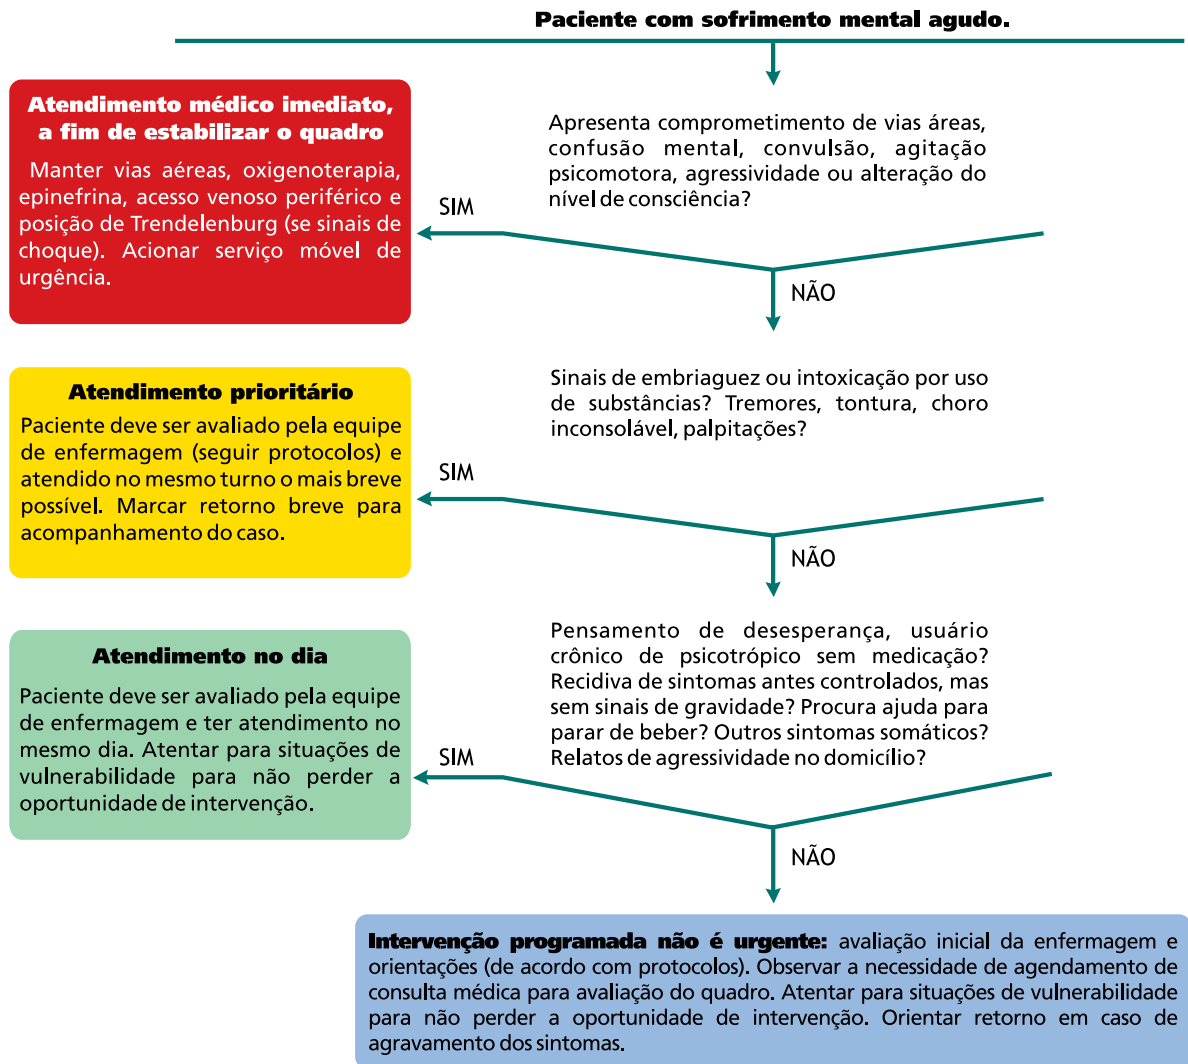 Paciente com sofrimento mental agudo.
Atendimento médico imediato,
a fim de estabilizar o quadro
Manter vias aéreas, oxigenoterapia,
epinefrina, acesso venoso periférico e
posição de Trendelenburg (se sinais de
choque). Acionar serviço móvel de
urgência.
Apresenta comprometimento de vias áreas,
confusão mental, convulsão, agitação
psicomotora, agressividade ou alteração do
nível de consciência?
SIM
NÃO
Atendimento prioritário
Paciente deve ser avaliado pela equipe
de enfermagem (seguir protocolos) e
atendido no mesmo turno o mais breve
possível. Marcar retorno breve para
acompanhamento do caso.
Sinais de embriaguez ou intoxicação por uso
de substâncias? Tremores, tontura, choro
inconsolável, palpitações?
SIM
NÃO
Atendimento no dia
Paciente deve ser avaliado pela equipe
de enfermagem e ter atendimento no
mesmo dia. Atentar para situações de
vulnerabilidade para não perder a
oportunidade de intervenção.
Pensamento de desesperança, usuário
crônico de psicotrópico sem medicação?
Recidiva de sintomas antes controlados, mas
sem sinais de gravidade? Procura ajuda para
parar de beber? Outros sintomas somáticos?
Relatos de agressividade no domicílio?
SIM
NÃO
Intervenção programada não é urgente: avaliação inicial da enfermagem e
orientações (de acordo com protocolos). Observar a necessidade de agendamento de
consulta médica para avaliação do quadro. Atentar para situações de vulnerabilidade
para não perder a oportunidade de intervenção. Orientar retorno em caso de
agravamento dos sintomas.